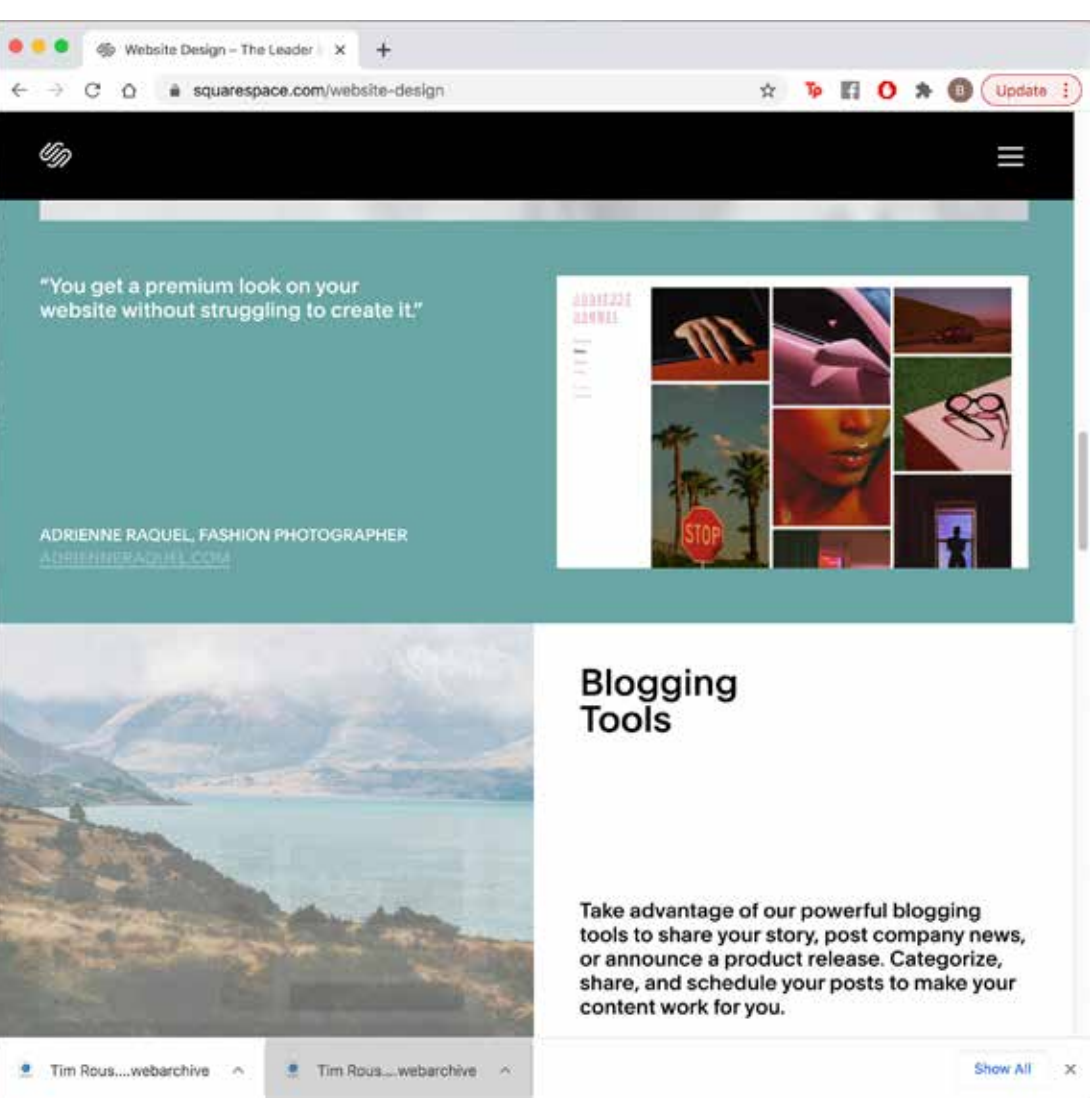 Website Design – The Leader
squarespace.com/website-design
Tp
B
Update
“You get a premium look on your
website without struggling to create it.”
ADRIENNE RAQUEL, FASHION PHOTOGRAPHER
ADRIENNERAQUEL.COM
STOP
Blogging
Tools
Take advantage of our powerful blogging
tools to share your story, post company news,
or announce a product release. Categorize,
share, and schedule your posts to make your
content work for you.
Tim Rous....webarchive
Tim Rous....webarchive
Show All